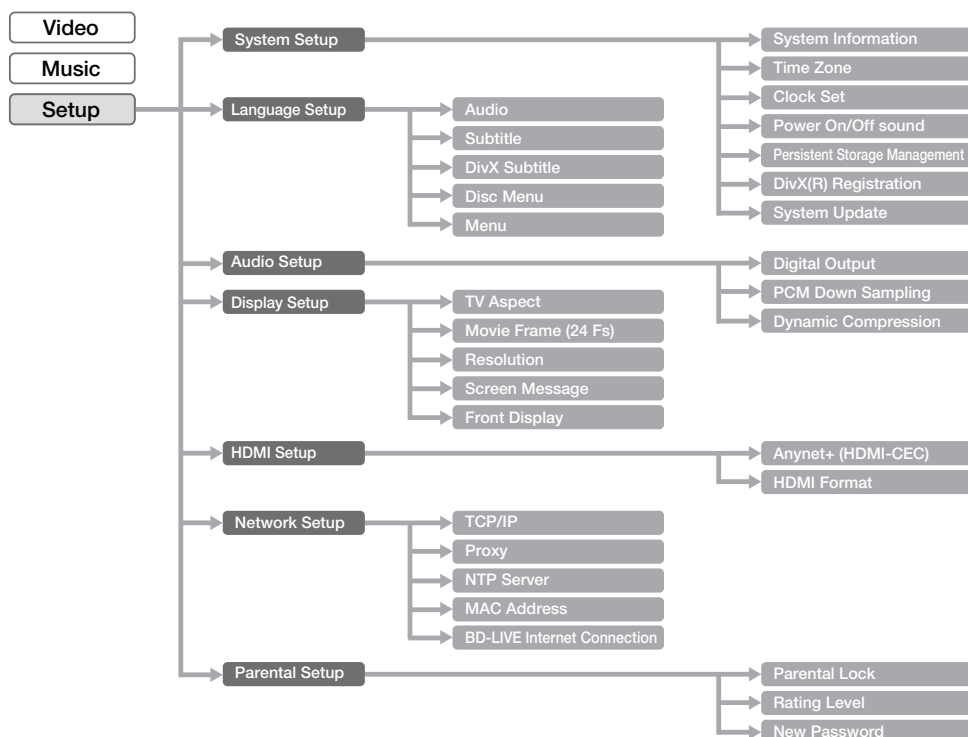 Video
Music
Setup
System Setup
System Information
Time Zone
Clock Set
Power On/Off sound
Persistent Storage Management
DivX(R) Registration
System Update
Language Setup
Audio
Subtitle
DivX Subtitle
Disc Menu
Menu
Audio Setup
Digital Output
PCM Down Sampling
Dynamic Compression
Display Setup
TV Aspect
Movie Frame (24 Fs)
Resolution
Screen Message
Front Display
HDMI Setup
Anynet+ (HDMI-CEC)
HDMI Format
Network Setup
TCP/IP
Proxy
NTP Server
MAC Address
BD-LIVE Internet Connection
Parental Setup
Parental Lock
Rating Level
New Password